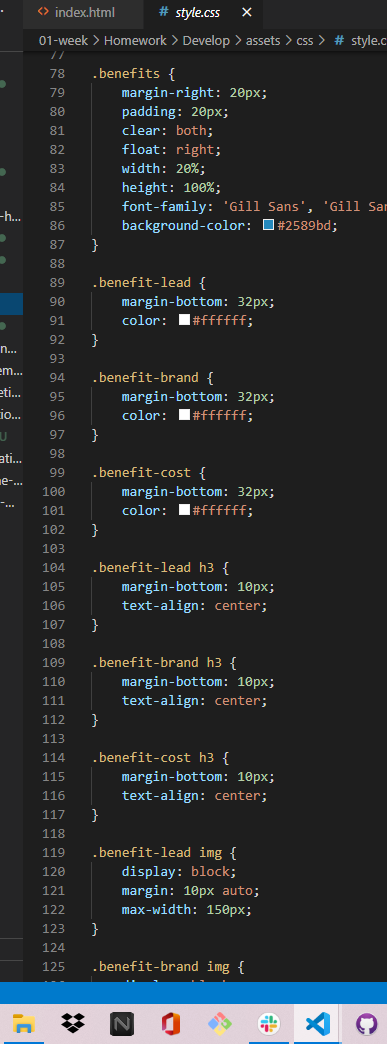 index.html
# style.css
01-week > Homework > Develop > assets > css > # style.c
77
78 .benefits {
79 margin-right: 20px;
80 padding: 20px;
81 clear: both;
82 float: right;
83 width: 20%;
84 height: 100%;
85 font-family: 'Gill Sans', 'Gill San
86 background-color: #2589bd;
87 }
88
89 .benefit-lead {
90 margin-bottom: 32px;
91 color: #ffffff;
92 }
93
94 .benefit-brand {
95 margin-bottom: 32px;
96 color: #ffffff;
97 }
98
99 .benefit-cost {
100 margin-bottom: 32px;
101 color: #ffffff;
102 }
103
104 .benefit-lead h3 {
105 margin-bottom: 10px;
106 text-align: center;
107 }
108
109 .benefit-brand h3 {
110 margin-bottom: 10px;
111 text-align: center;
112 }
113
114 .benefit-cost h3 {
115 margin-bottom: 10px;
116 text-align: center;
117 }
118
119 .benefit-lead img {
120 display: block;
121 margin: 10px auto;
122 max-width: 150px;
123 }
124
125 .benefit-brand img {